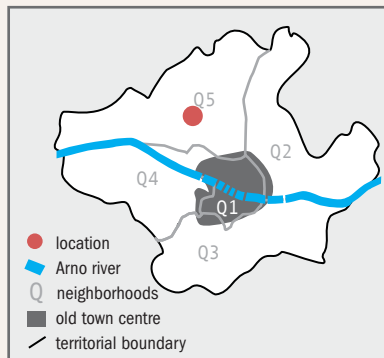 Q5
Q2
Q4
Q1
Q3
location
Arno river
Q neighborhoods
old town centre
territorial boundary